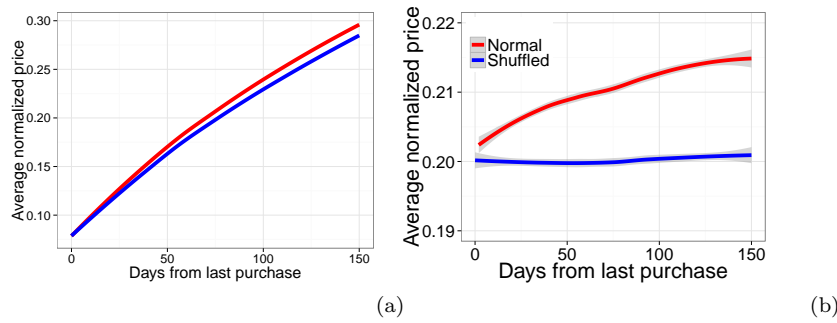 Average normalized price
0.30
0.25
0.20
0.15
0.10
0
50
100
150
Days from last purchase
(a)
Average normalized price
0.22
0.21
0.20
0.19
Normal
Shuffled
0
50
100
150
Days from last purchase
(b)